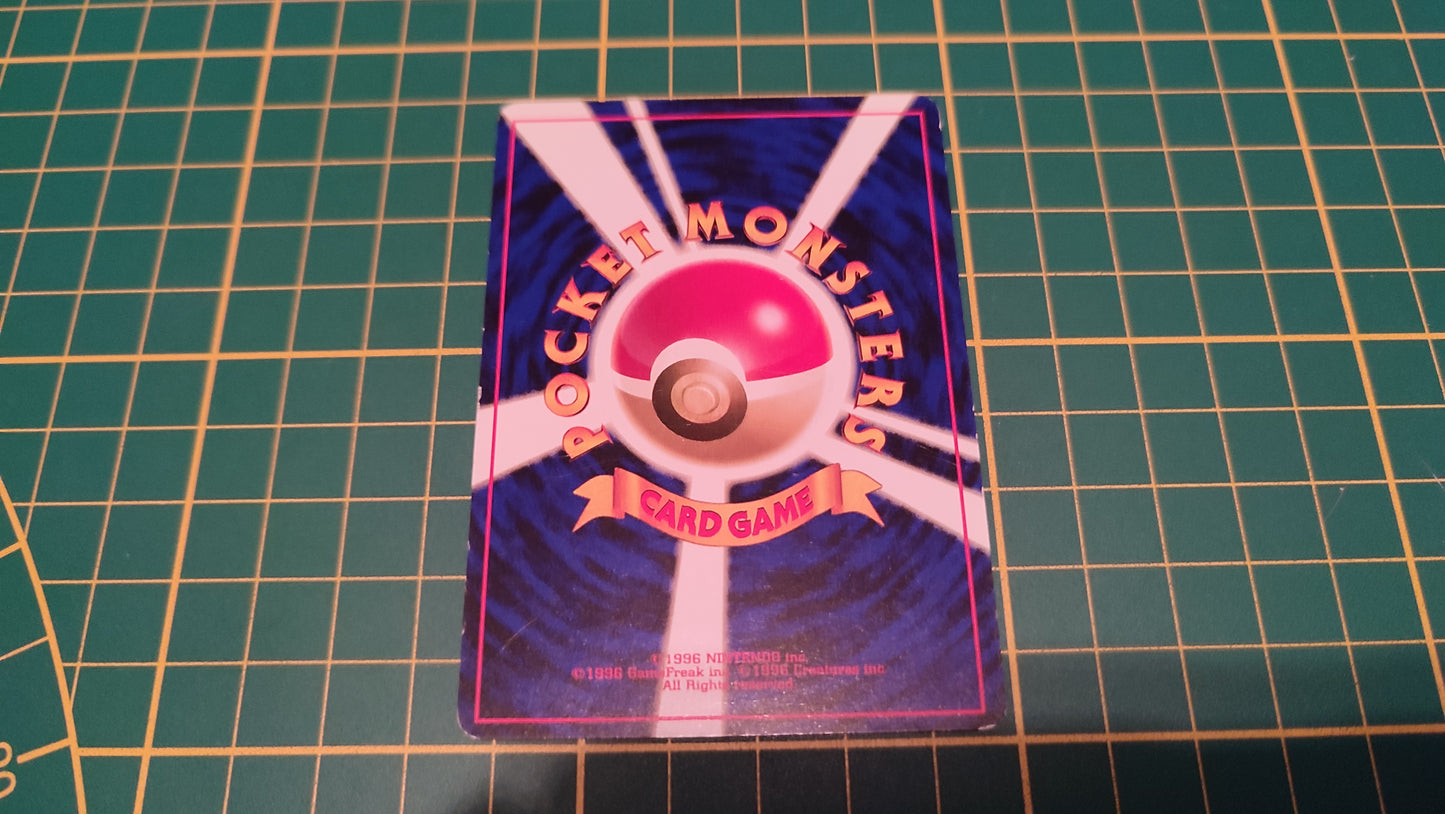 POCKET MONSTERS
CARD GAME
©1996 NINTENDO inc.
©1996 GameFreak inc. ©1996 Creatures inc.
All Rights reserved.